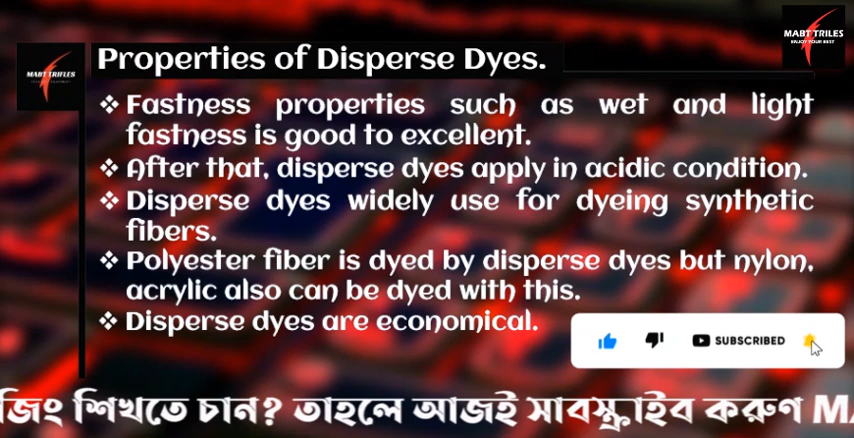 MABT TRILES
ENJOY YOUR BEST
MABT TRIFLES
Properties of Disperse Dyes.
❖ Fastness properties such as wet and light
fastness is good to excellent.
❖ After that, disperse dyes apply in acidic condition.
❖ Disperse dyes widely use for dyeing synthetic
fibers.
❖ Polyester fiber is dyed by disperse dyes but nylon,
acrylic also can be dyed with this.
❖ Disperse dyes are economical.
SUBSCRIBED
জিং শিখতে চান? তাহলে আজই সাবস্ক্রাইব করুণ MA